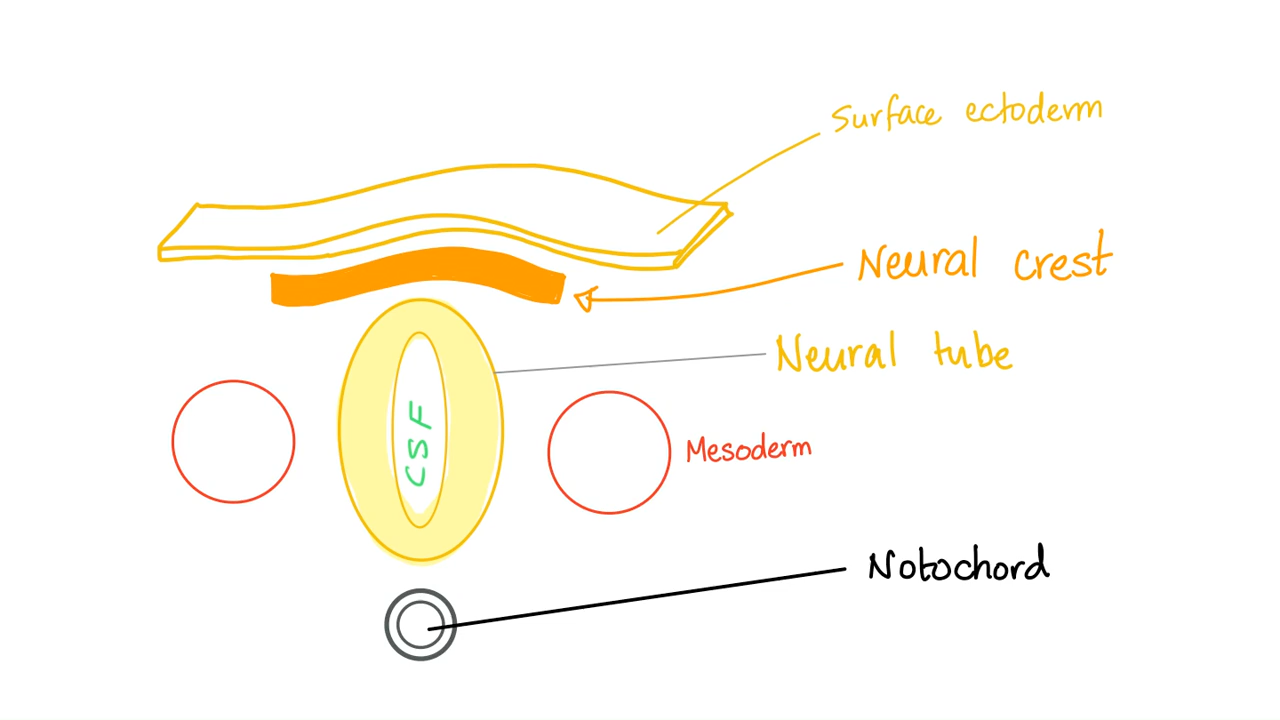 Surface ectoderm
Neural crest
Neural tube
CSF
Mesoderm
Notochord